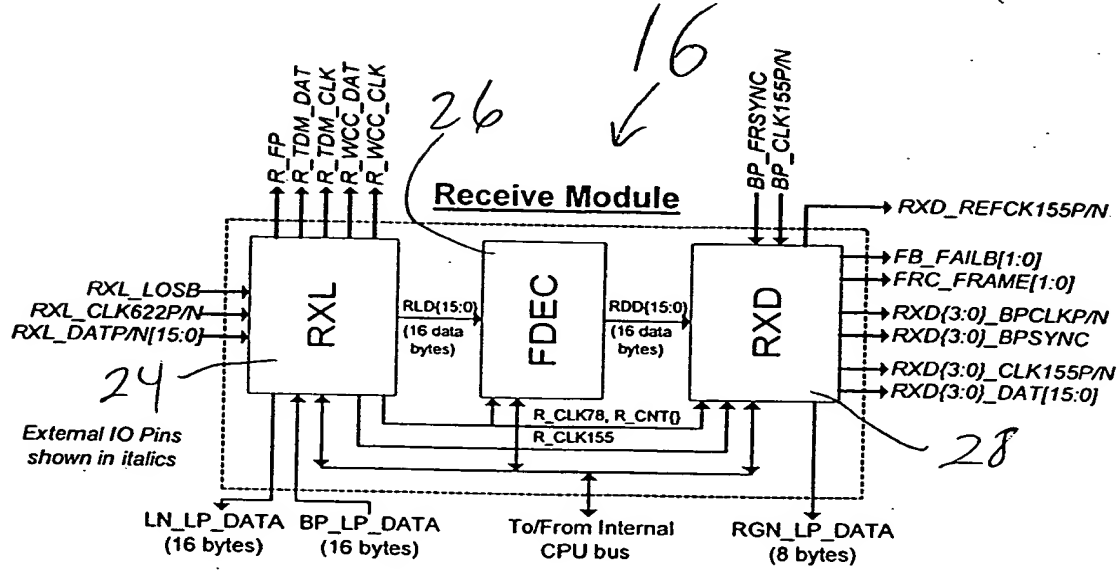 16
26
R_FP
R_TDM_DAT
R_TDM_CLK
R_WCC_DAT
R_WCC_CLK
BP_FRSYNC
BP_CLK155P/N
Receive Module
RXD_REFCK155P/N
RXL_LOSB
RXL_CLK622P/N
RXL_DATP/N[15:0]
RXL
RLD{15:0}
(16 data
bytes)
FDEC
RDD{15:0}
(16 data
bytes)
RXD
FB_FAILB[1:0]
FRC_FRAME[1:0]
RXD{3:0}_BPCLKP/N
RXD{3:0}_BPSYNC
RXD{3:0}_CLK155P/N
RXD{3:0}_DAT[15:0]
24
R_CLK78, R_CNT{}
R_CLK155
28
External IO Pins
shown in italics
LN_LP_DATA
(16 bytes)
BP_LP_DATA
(16 bytes)
To/From Internal
CPU bus
RGN_LP_DATA
(8 bytes)